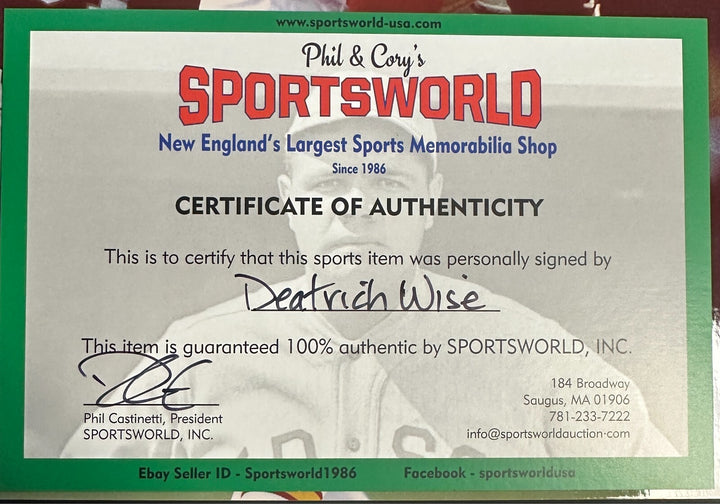 www.sportsworld-usa.com
Phil & Cory's
SPORTSWORLD
New England's Largest Sports Memorabilia Shop
Since 1986
CERTIFICATE OF AUTHENTICITY
This is to certify that this sports item was personally signed by
Deatrich Wise
This item is guaranteed 100% authentic by SPORTSWORLD, INC.
Phil Castinetti, President
SPORTSWORLD, INC.
184 Broadway
Saugus, MA 01906
781-233-7222
info@sportsworldauction.com
Ebay Seller ID - Sportsworld1986
Facebook - sportsworldusa